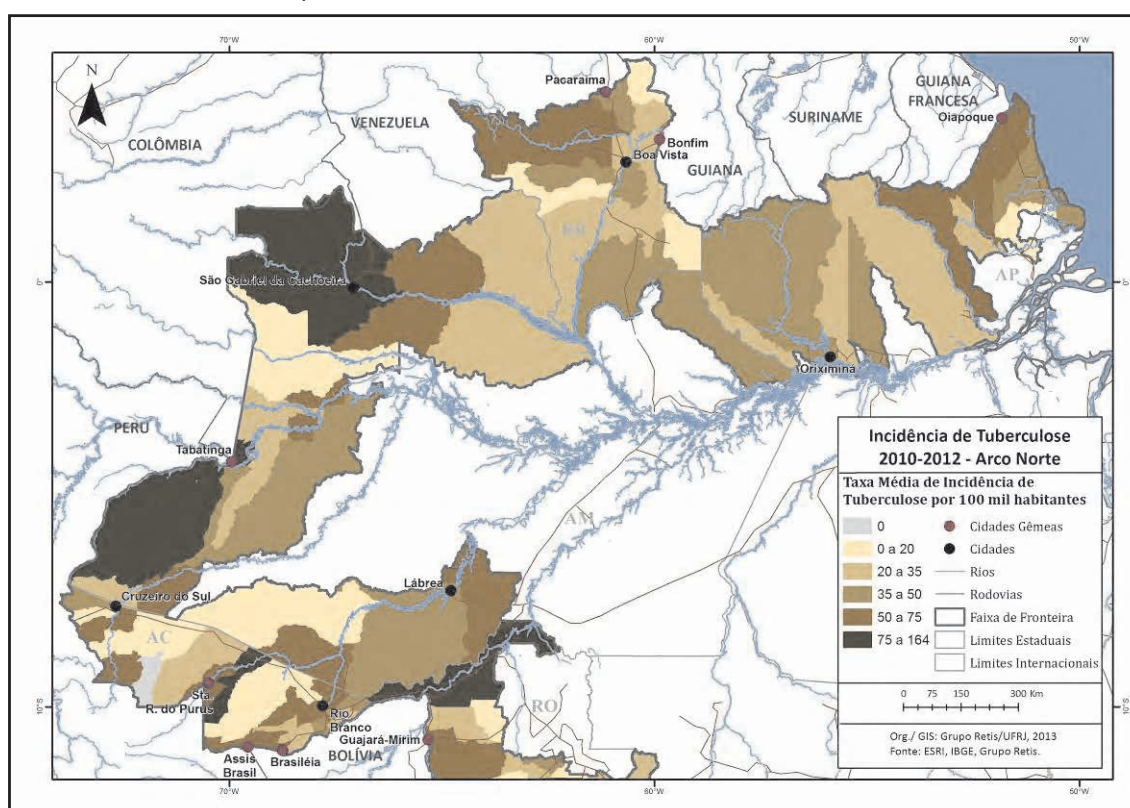 70°W
60°W
50°W
N
Pacaraima
GUIANA
FRANCESA
Oiapoque
SURINAME
VENEZUELA
COLÔMBIA
Bonfim
Boa Vista
GUIANA
RR
0°
São Gabriel da Cachoeira
AP
0°
Oriximiná
PERU
Tabatinga
AM
Lábrea
Cruzeiro do Sul
AC
Sta.
R. do Purus
RO
10°S
10°S
Rio
Branco
Guajará-Mirim
BOLÍVIA
Assis
Brasil
Brasiléia
Incidência de Tuberculose
2010-2012 - Arco Norte
Taxa Média de Incidência de
Tuberculose por 100 mil habitantes
0
0 a 20
20 a 35
35 a 50
50 a 75
75 a 164
Cidades Gêmeas
Cidades
Rios
Rodovias
Faixa de Fronteira
Limites Estaduais
Limites Internacionais
0 75 150 300 Km
Org./ GIS: Grupo Retis/UFRJ, 2013
Fonte: ESRI, IBGE, Grupo Retis.
70°W
60°W
50°W